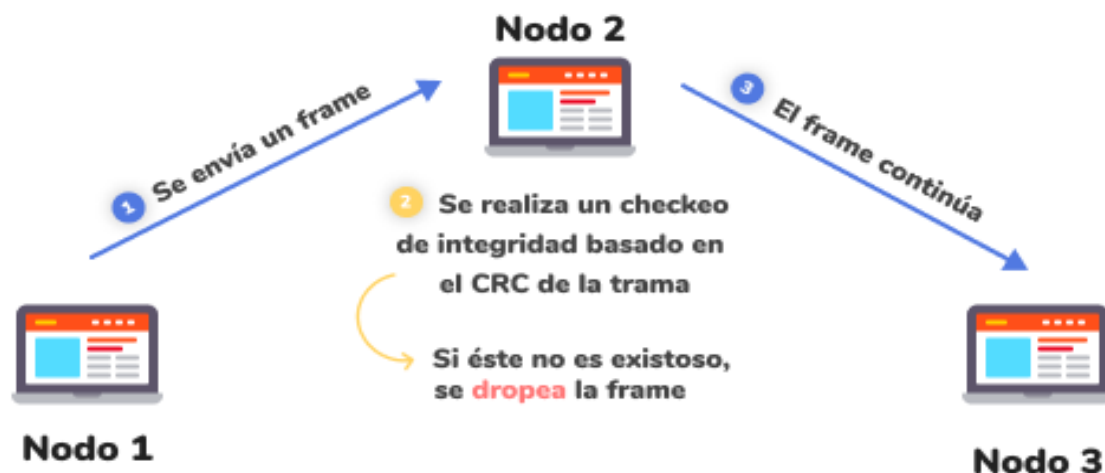 Nodo 2
1 Se envía un frame
3 El frame continúa
2 Se realiza un checkeo
de integridad basado en
el CRC de la trama
Si éste no es existoso,
se dropea la frame
Nodo 1
Nodo 3